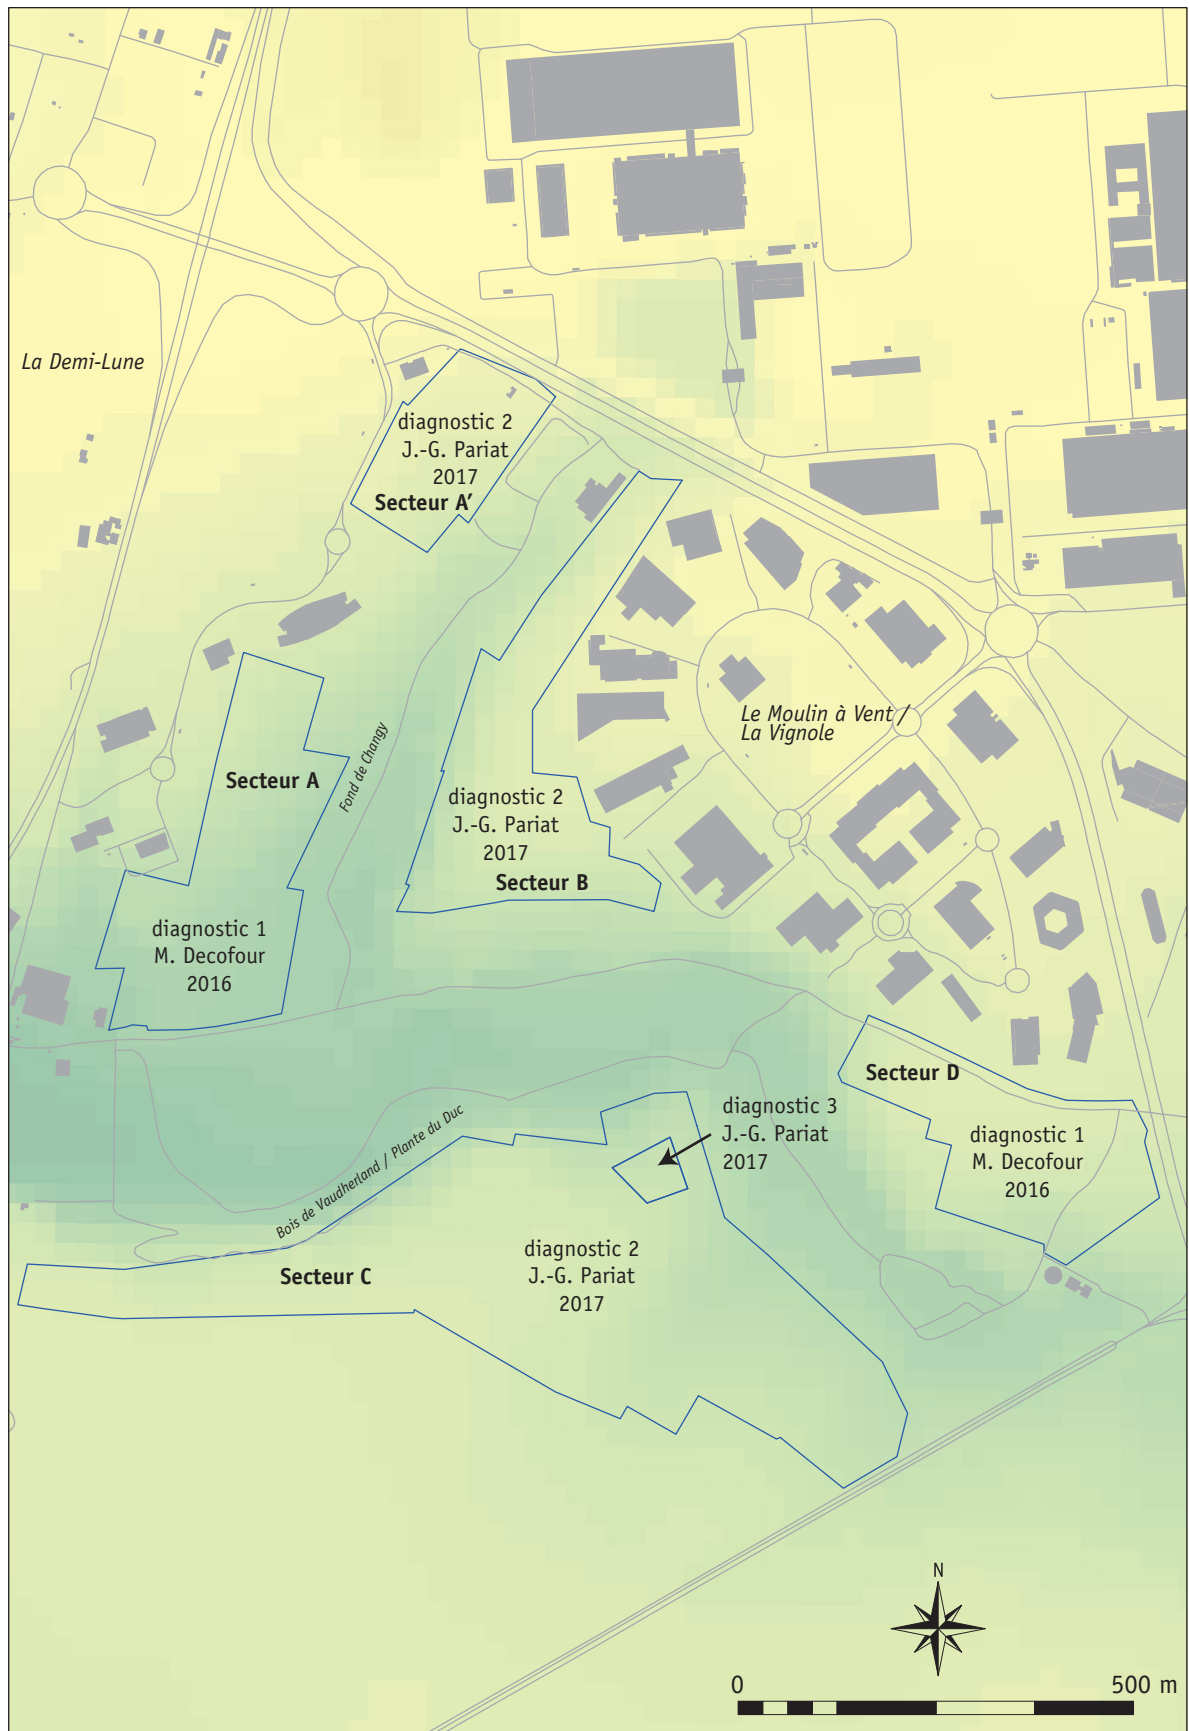 La Demi-Lune
diagnostic 2
J.-G. Pariat
2017
Secteur A’
Le Moulin à Vent /
La Vignole
Secteur A
Fond de Changy
diagnostic 2
J.-G. Pariat
2017
Secteur B
diagnostic 1
M. Decofour
2016
Secteur D
diagnostic 3
J.-G. Pariat
2017
diagnostic 1
M. Decofour
2016
Bois de Vaudherland / Plante du Duc
diagnostic 2
J.-G. Pariat
2017
Secteur C
N
0
500 m